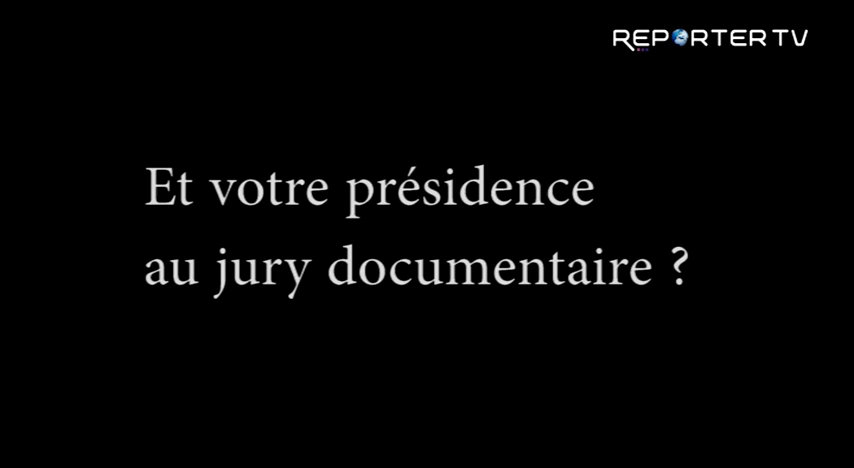 REPORTER TV
Et votre présidence
au jury documentaire ?